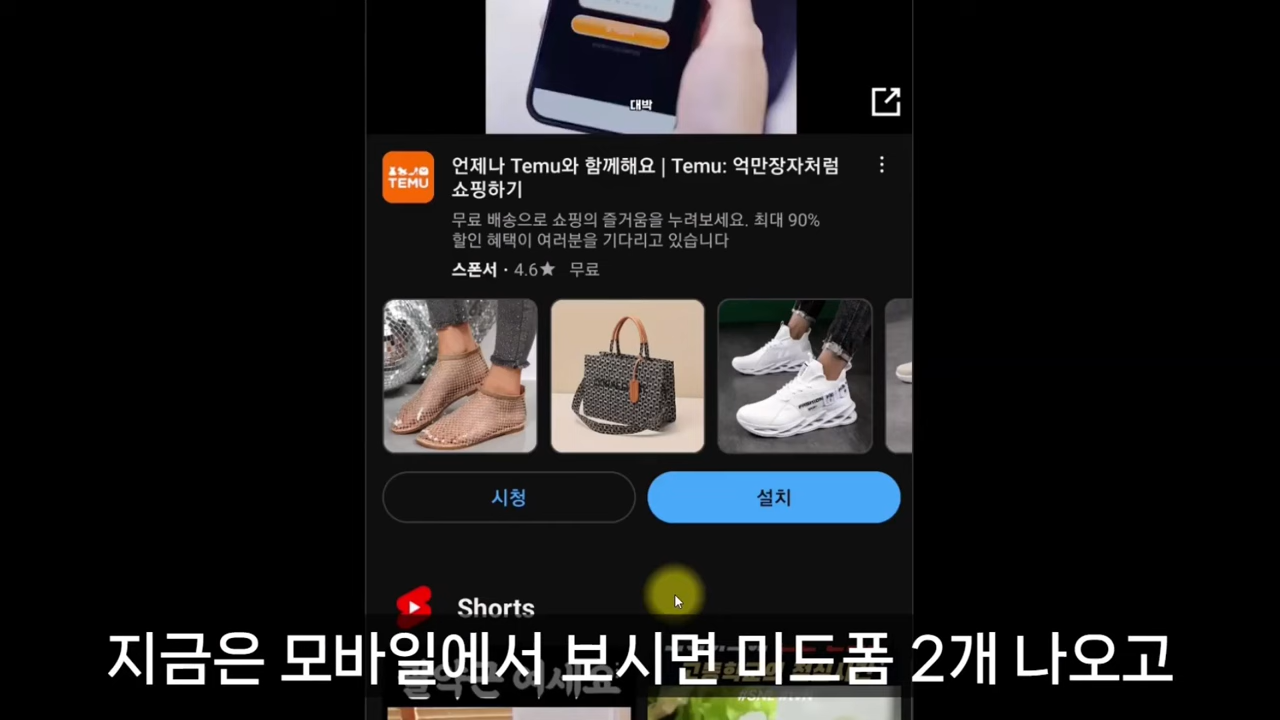 대박
TEMU
언제나 Temu와 함께해요 | Temu: 억만장자처럼
쇼핑하기
무료 배송으로 쇼핑의 즐거움을 누려보세요. 최대 90%
할인 혜택이 여러분을 기다리고 있습니다
스폰서 · 4.6★ 무료
시청
설치
Shorts
지금은 모바일에서 보시면 미드폼 2개 나오고